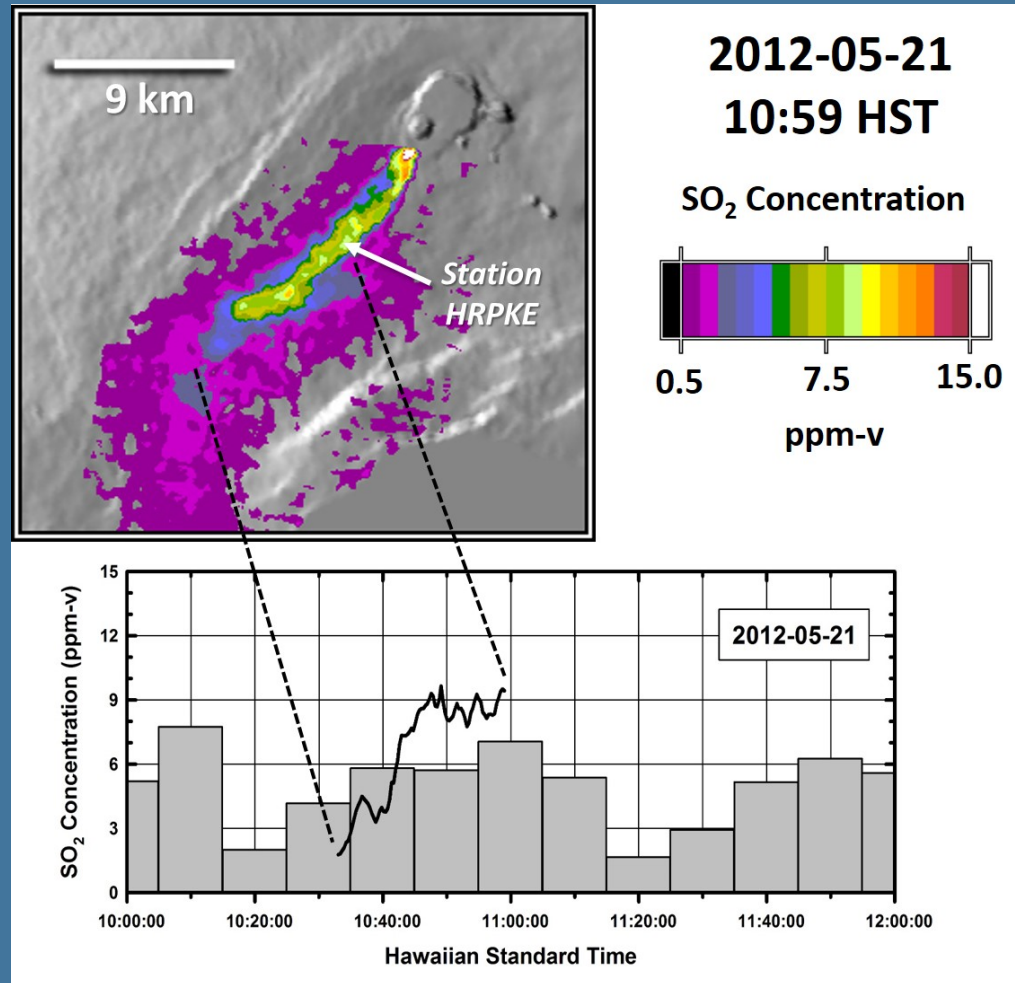 9 km
Station
HRPKE
2012-05-21
10:59 HST
SO₂ Concentration
0.5 7.5 15.0
ppm-v
15
12
9
6
3
0
SO₂ Concentration (ppm-v)
2012-05-21
10:00:00 10:20:00 10:40:00 11:00:00 11:20:00 11:40:00 12:00:00
Hawaiian Standard Time